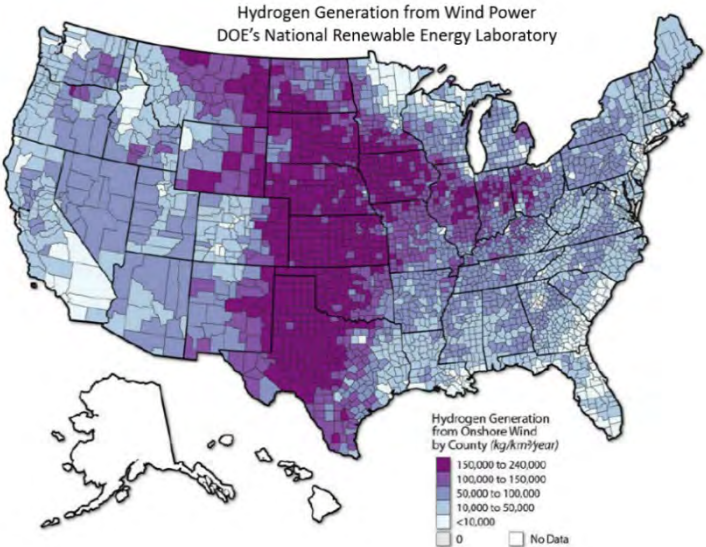 Hydrogen Generation from Wind Power
DOE's National Renewable Energy Laboratory
Hydrogen Generation
from Onshore Wind
by County (kg/km²/year)
150,000 to 240,000
100,000 to 150,000
50,000 to 100,000
10,000 to 50,000
<10,000
0
No Data